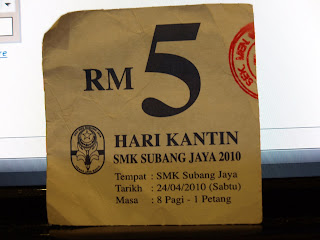 RM 5
HARI KANTIN
SMK SUBANG JAYA 2010
Tempat : SMK Subang Jaya
Tarikh : 24/04/2010 (Sabtu)
Masa : 8 Pagi - 1 Petang